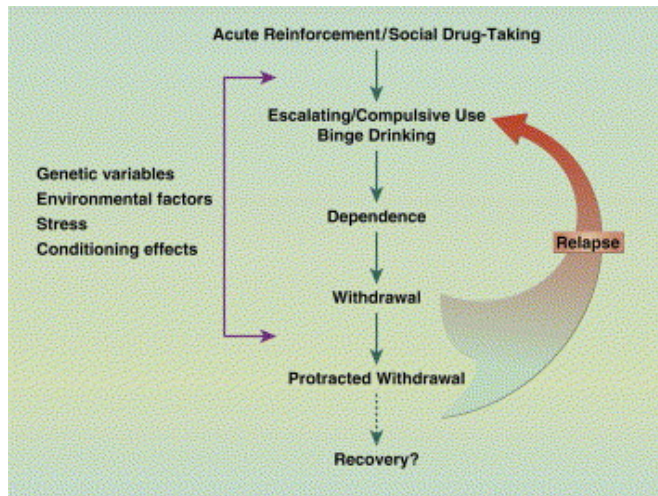 Acute Reinforcement/Social Drug-Taking
Escalating/Compulsive Use
Binge Drinking
Genetic variables
Environmental factors
Stress
Conditioning effects
Dependence
Relapse
Withdrawal
Protracted Withdrawal
Recovery?